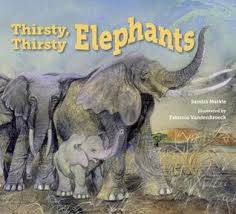 Thirsty,
Thirsty Elephants
Sandra Markle
Illustrated by
Fabricio VandenBroeck